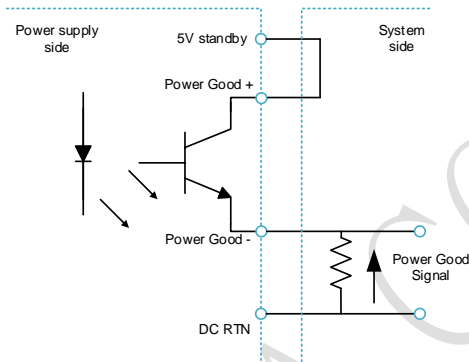 Power supply
side
5V standby
System
side
Power Good +
Power Good -
Power Good
Signal
DC RTN